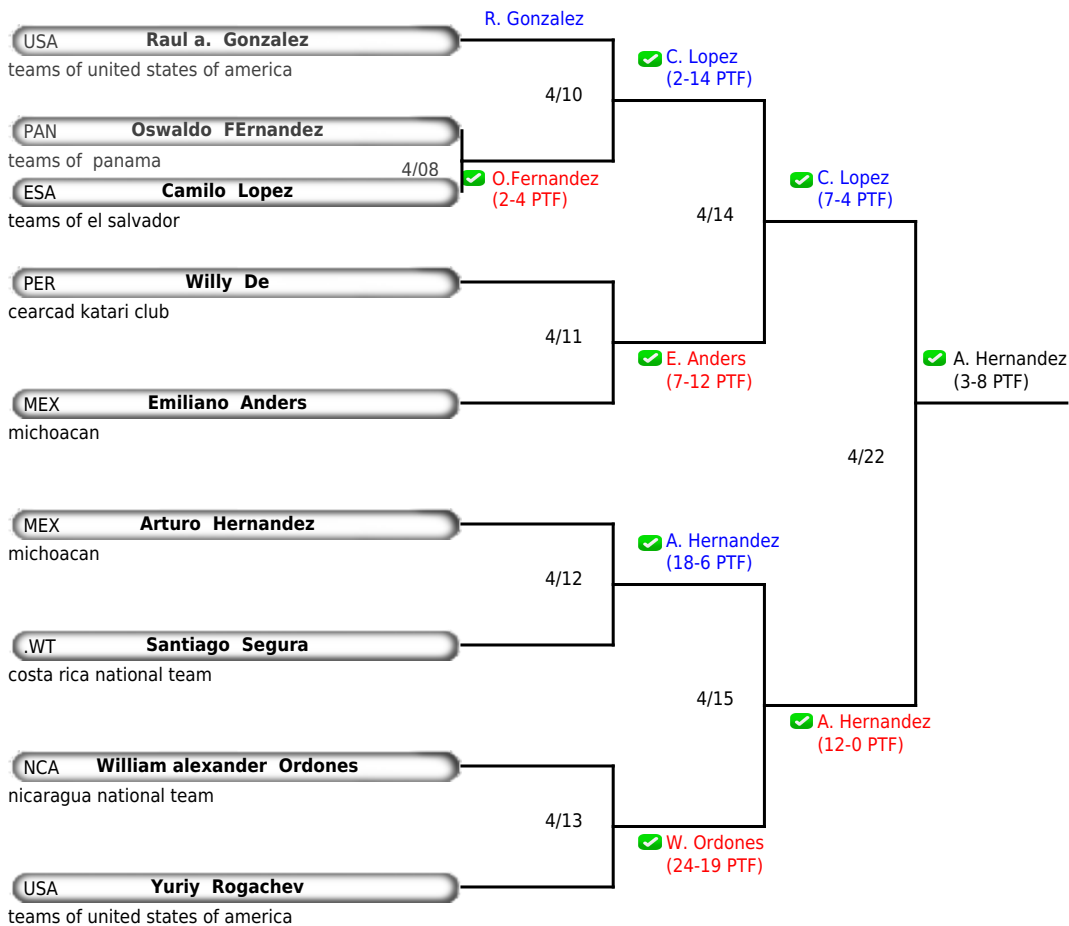 R. Gonzalez
USA Raul a. Gonzalez
teams of united states of america
C. Lopez
(2-14 PTF)
4/10
PAN Oswaldo FErnandez
teams of panama
4/08
O.Fernandez
(2-4 PTF)
ESA Camilo Lopez
teams of el salvador
C. Lopez
(7-4 PTF)
4/14
PER Willy De
cearcad katari club
4/11
E. Anders
(7-12 PTF)
A. Hernandez
(3-8 PTF)
MEX Emiliano Anders
michoacan
4/22
MEX Arturo Hernandez
michoacan
A. Hernandez
(18-6 PTF)
4/12
.WT Santiago Segura
costa rica national team
4/15
A. Hernandez
(12-0 PTF)
NCA William alexander Ordones
nicaragua national team
4/13
W. Ordones
(24-19 PTF)
USA Yuriy Rogachev
teams of united states of america